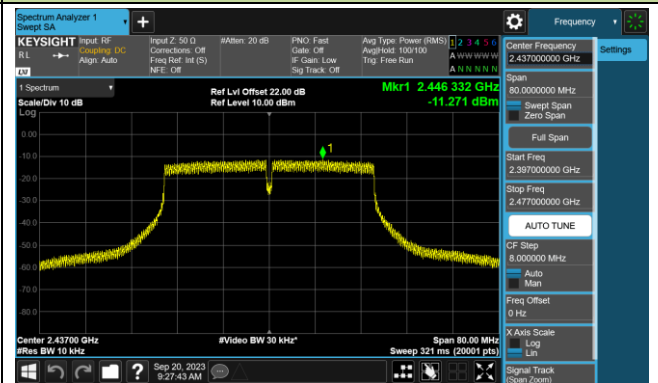 Spectrum Analyzer 1
Swept SA
Frequency
KEYSIGHT
RL
Input: RF
Coupling: DC
Align: Auto
Input Z: 50 Ω
Corrections: Off
Freq Ref: Int (S)
NFE: Off
#Atten: 20 dB
PNO: Fast
Gate: Off
IF Gain: Low
Sig Track: Off
Avg Type: Power (RMS)
Avg|Hold: 100/100
Trig: Free Run
1 2 3 4 5 6
A W W W W W
A N N N N N
LW
1 Spectrum
Scale/Div 10 dB
Ref Lvl Offset 22.00 dB
Ref Level 10.00 dBm
Mkr1 2.446 332 GHz
-11.271 dBm
Log
1
0.00
-10.0
-20.0
-30.0
-40.0
-50.0
-60.0
-70.0
-80.0
Center 2.43700 GHz
#Res BW 10 kHz
#Video BW 30 kHz*
Span 80.00 MHz
Sweep 321 ms (20001 pts)
Sep 20, 2023
9:27:43 AM
Center Frequency
2.437000000 GHz
Settings
Span
80.0000000 MHz
Swept Span
Zero Span
Full Span
Start Freq
2.397000000 GHz
Stop Freq
2.477000000 GHz
AUTO TUNE
CF Step
8.000000 MHz
Auto
Man
Freq Offset
0 Hz
X Axis Scale
Log
Lin
Signal Track
(Span Zoom)